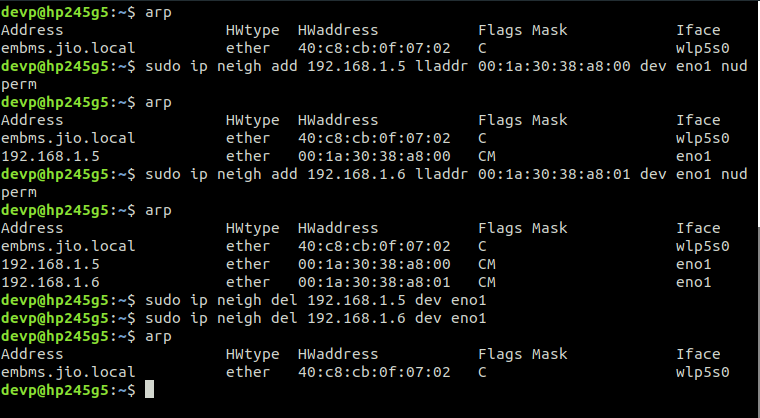 devp@hp245g5:~$ arp
Address                  HWtype  HWaddress           Flags Mask            Iface
embms.jio.local          ether   40:c8:cb:0f:07:02   C                     wlp5s0
devp@hp245g5:~$ sudo ip neigh add 192.168.1.5 lladdr 00:1a:30:38:a8:00 dev eno1 nud
perm
devp@hp245g5:~$ arp
Address                  HWtype  HWaddress           Flags Mask            Iface
embms.jio.local          ether   40:c8:cb:0f:07:02   C                     wlp5s0
192.168.1.5              ether   00:1a:30:38:a8:00   CM                    eno1
devp@hp245g5:~$ sudo ip neigh add 192.168.1.6 lladdr 00:1a:30:38:a8:01 dev eno1 nud
perm
devp@hp245g5:~$ arp
Address                  HWtype  HWaddress           Flags Mask            Iface
embms.jio.local          ether   40:c8:cb:0f:07:02   C                     wlp5s0
192.168.1.5              ether   00:1a:30:38:a8:00   CM                    eno1
192.168.1.6              ether   00:1a:30:38:a8:01   CM                    eno1
devp@hp245g5:~$ sudo ip neigh del 192.168.1.5 dev eno1
devp@hp245g5:~$ sudo ip neigh del 192.168.1.6 dev eno1
devp@hp245g5:~$ arp
Address                  HWtype  HWaddress           Flags Mask            Iface
embms.jio.local          ether   40:c8:cb:0f:07:02   C                     wlp5s0
devp@hp245g5:~$